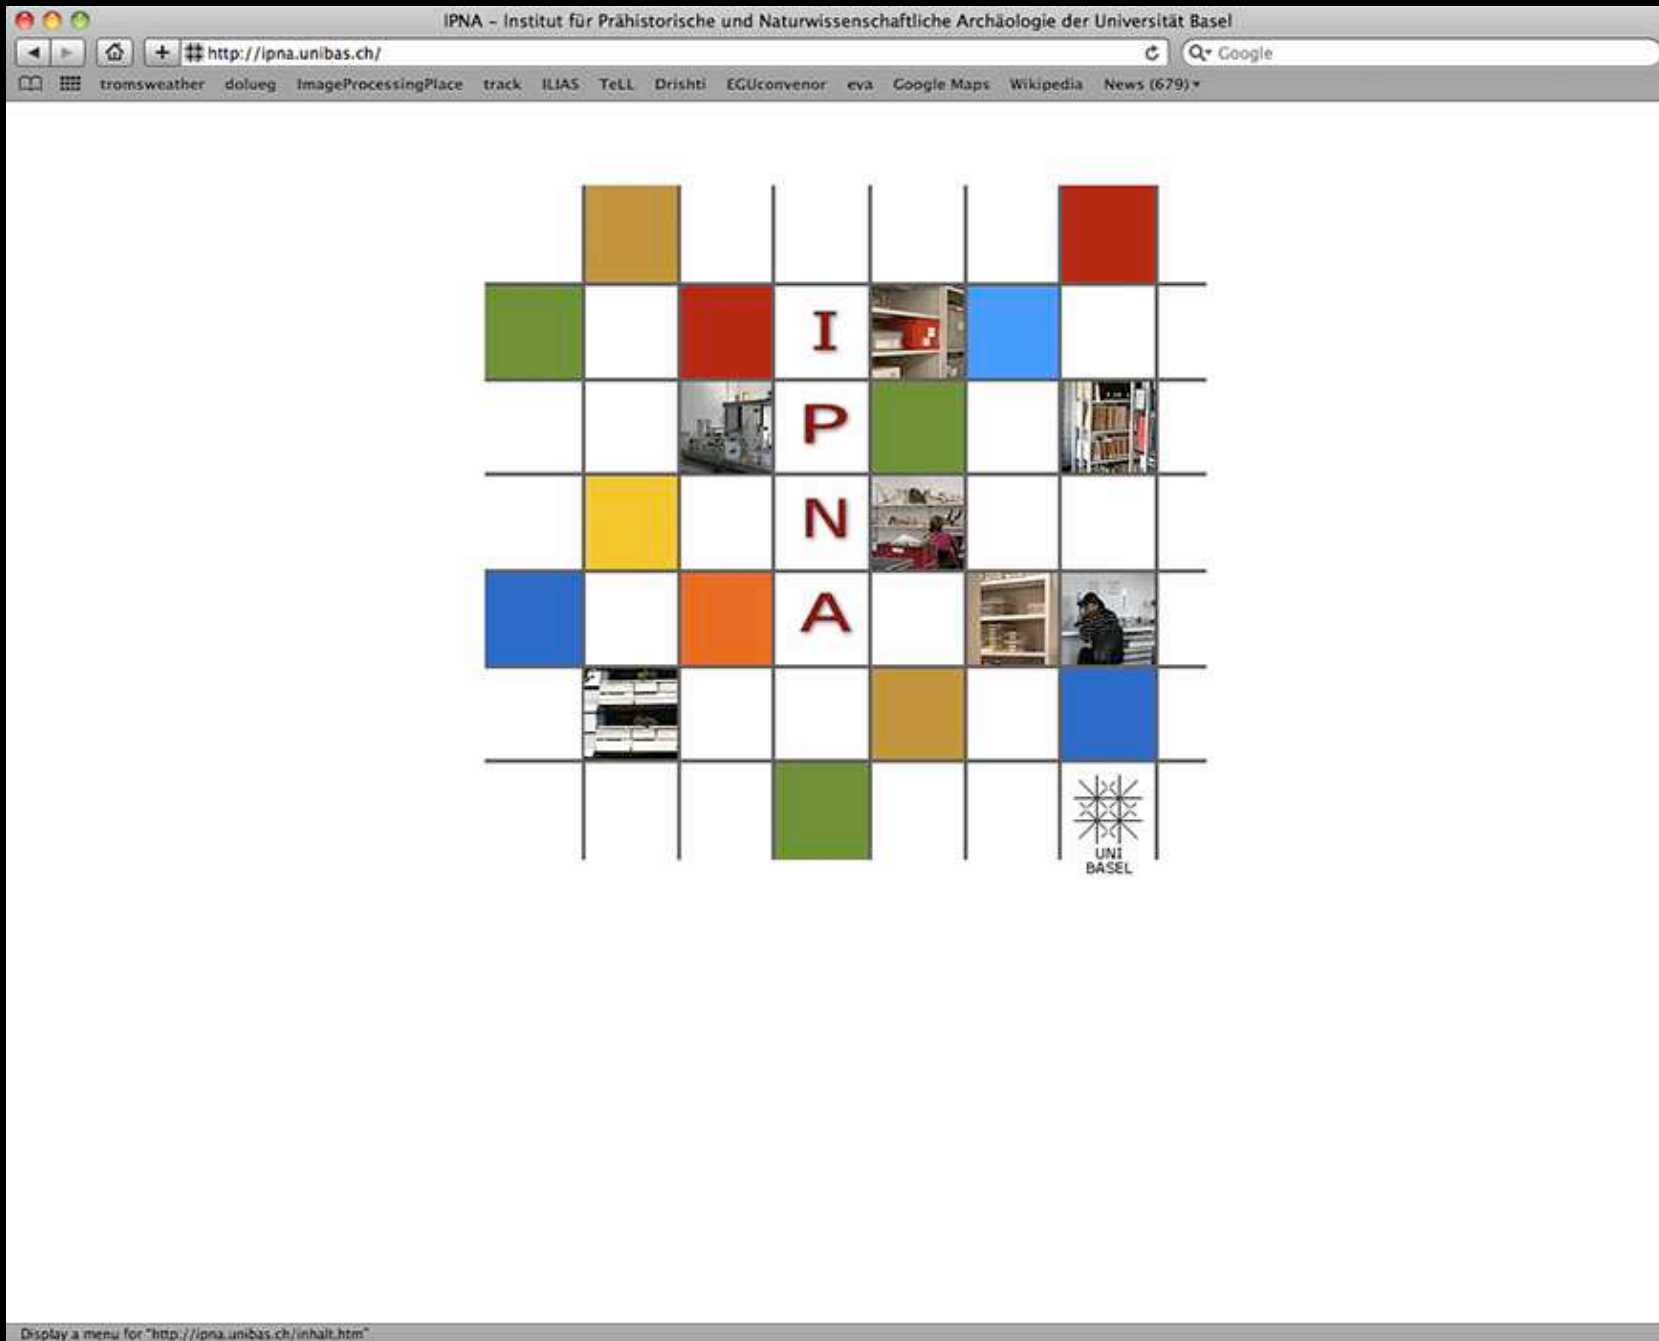 IPNA – Institut für Prähistorische und Naturwissenschaftliche Archäologie der Universität Basel
http://ipna.unibas.ch/
Google
tromsweather dolueg ImageProcessingPlace track ILIAS TeLL Drishti EGUconvenor eva Google Maps Wikipedia News (679)
I
P
N
A
UNI
BASEL
Display a menu for "http://ipna.unibas.ch/inhalt.htm"